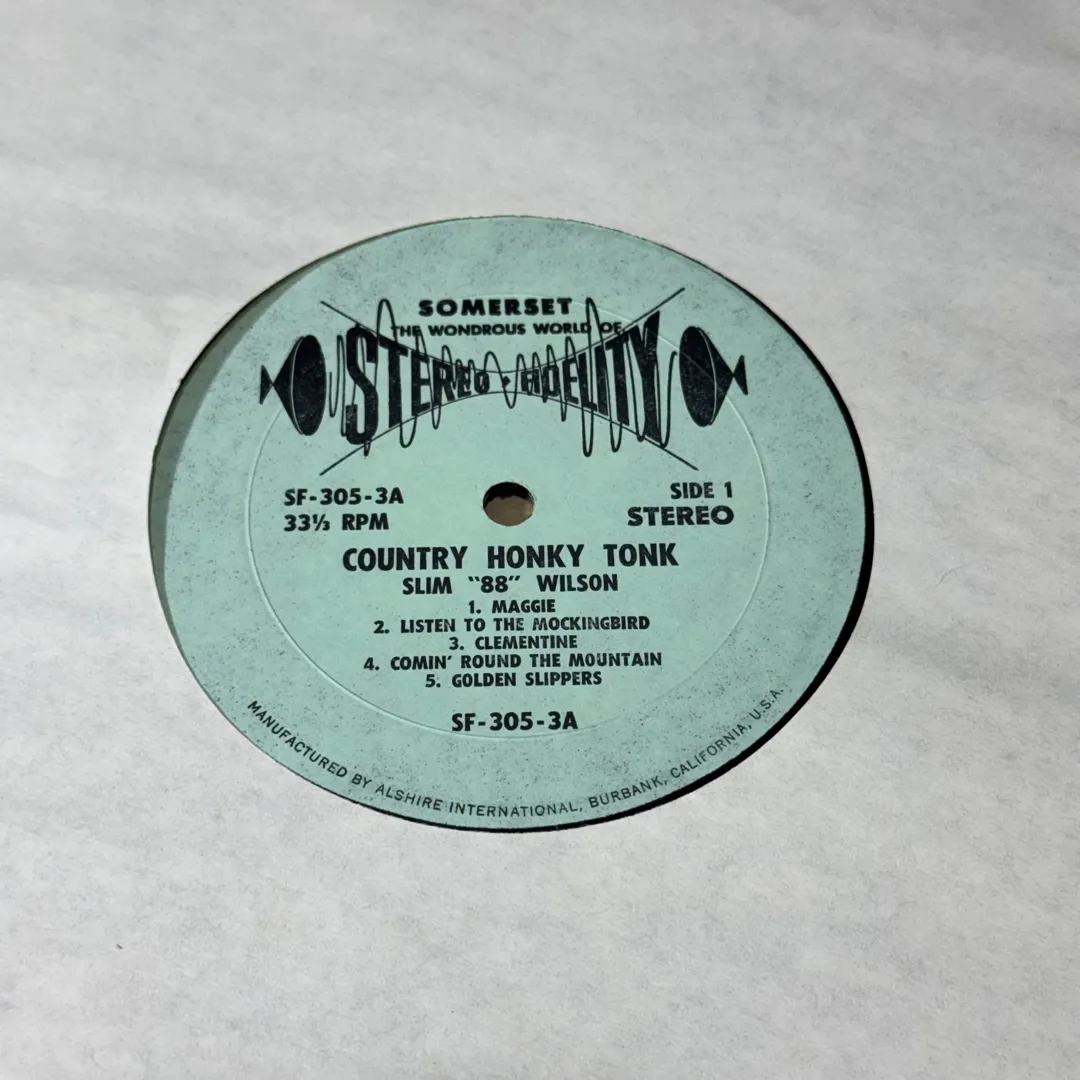 SOMERSET
THE WONDROUS WORLD OF
STEREO • FIDELITY
SF-305-3A
33⅓ RPM
SIDE 1
STEREO
COUNTRY HONKY TONK
SLIM "88" WILSON
1. MAGGIE
2. LISTEN TO THE MOCKINGBIRD
3. CLEMENTINE
4. COMIN' ROUND THE MOUNTAIN
5. GOLDEN SLIPPERS
SF-305-3A
MANUFACTURED BY ALSHIRE INTERNATIONAL, BURBANK, CALIFORNIA, U.S.A.